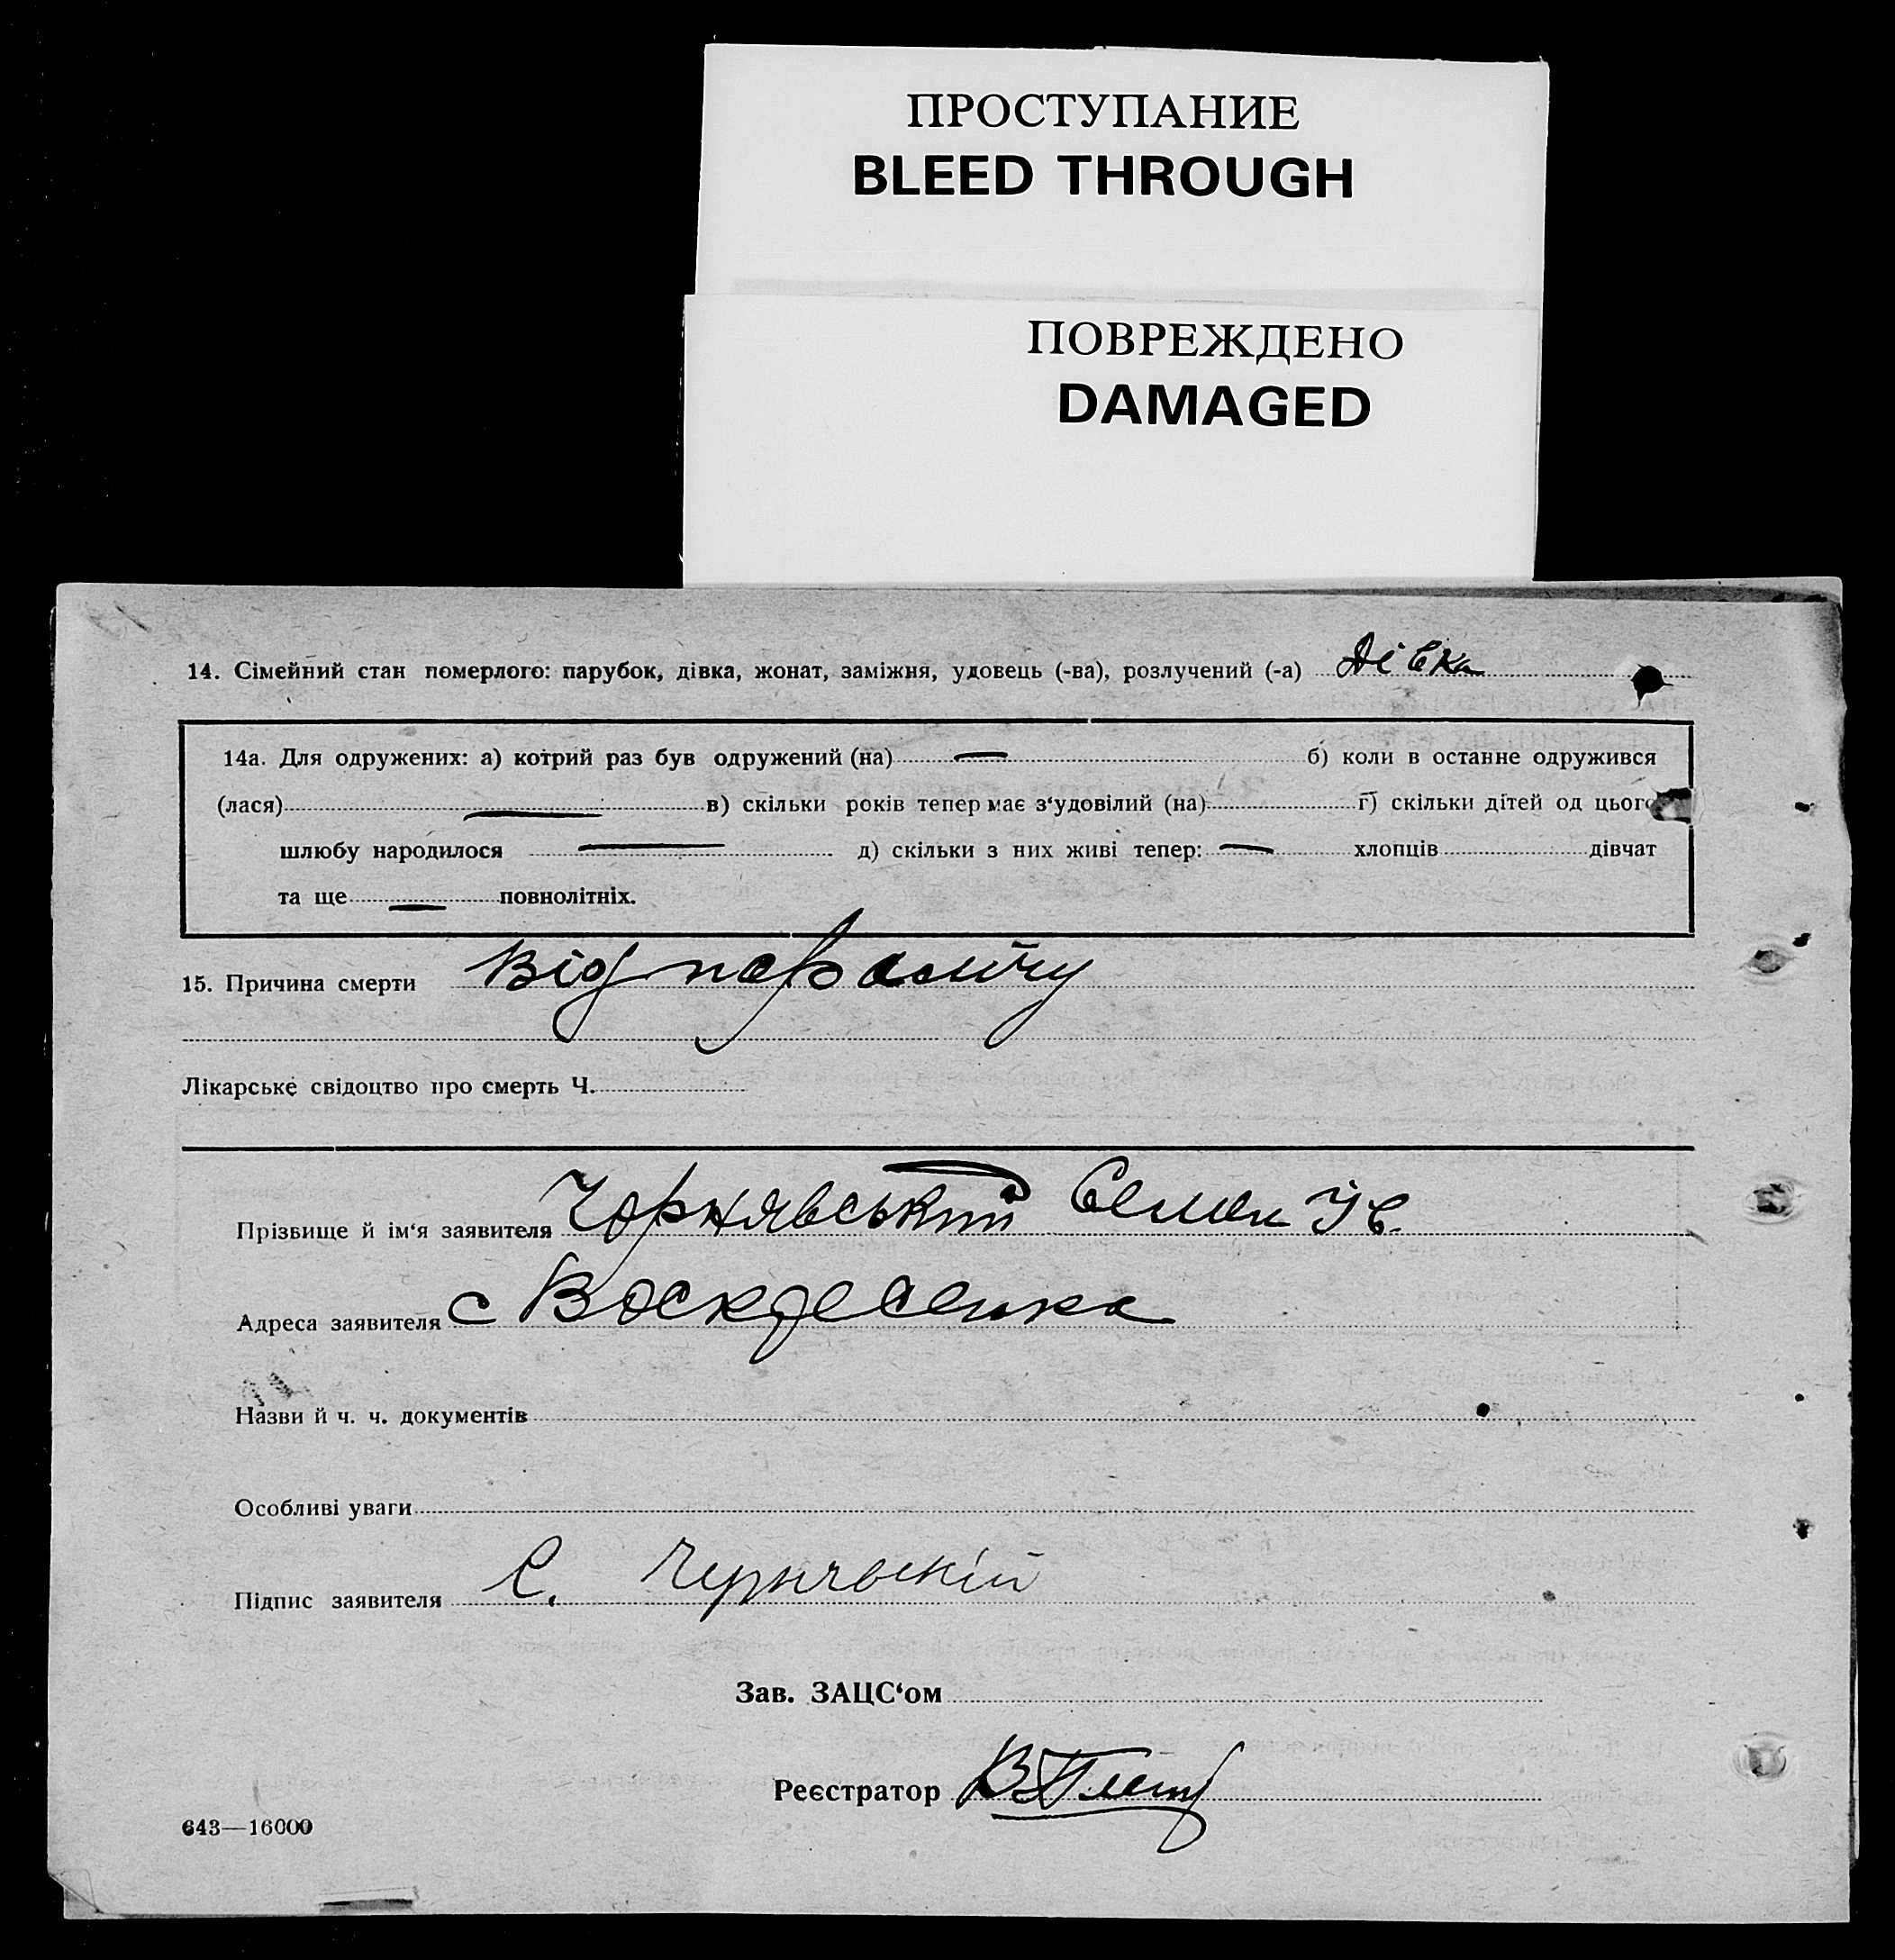 ПРОСТУПАНИЕ
BLEED THROUGH
ПОВРЕЖДЕНО
DAMAGED
14. Сімейний стан померлого: парубок, дівка, жонат, заміжня, удовець (-ва), розлучений (-а) дівка
14а. Для одружених: а) котрий раз був одружений (на) — б) коли в останне одружився
(лася) — в) скільки років тепер має з‘удовілий (на) г) скільки дітей од цього
шлюбу народилося — д) скільки з них живі тепер: — хлопців дівчат
та ще — повнолітніх.
15. Причина смерти Від паралічу
Лікарське свідоцтво про смерть Ч.
Прізвище й ім‘я заявителя Чорнявський Семен Ів.
Адреса заявителя с Воскресенка
Назви й ч. ч. документів
Особливі уваги
Підпис заявителя С. Чернявскій
Зав. ЗАЦС‘ом
Реєстратор
643—16000